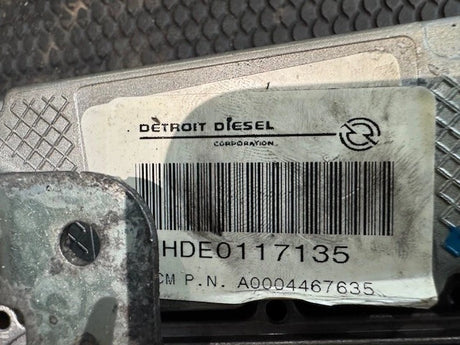 DETROIT DIESEL
CORPORATION
HDE0117135
CM P.N. A0004467635